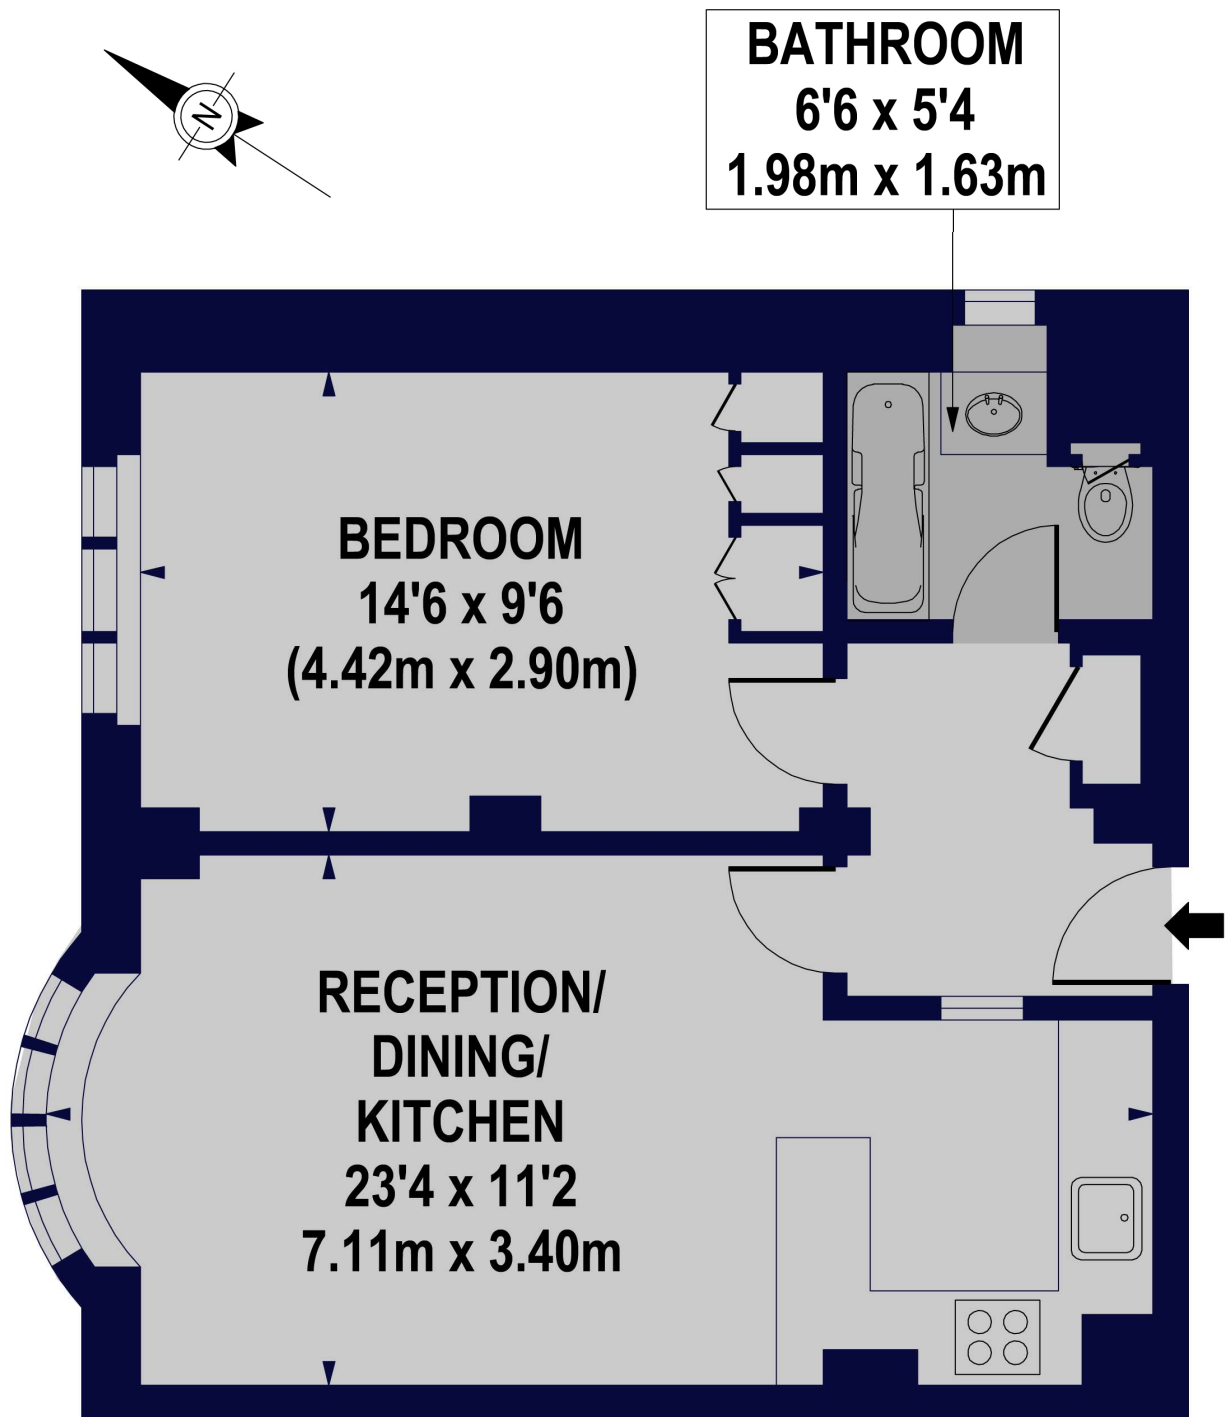 N
BATHROOM
6'6 x 5'4
1.98m x 1.63m
BEDROOM
14'6 x 9'6
(4.42m x 2.90m)
RECEPTION/
DINING/
KITCHEN
23'4 x 11'2
7.11m x 3.40m